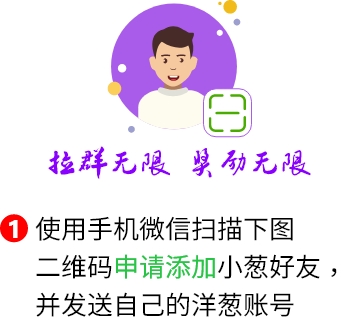 拉群无限 奖励无限
1 使用手机微信扫描下图
二维码申请添加小葱好友，
并发送自己的洋葱账号